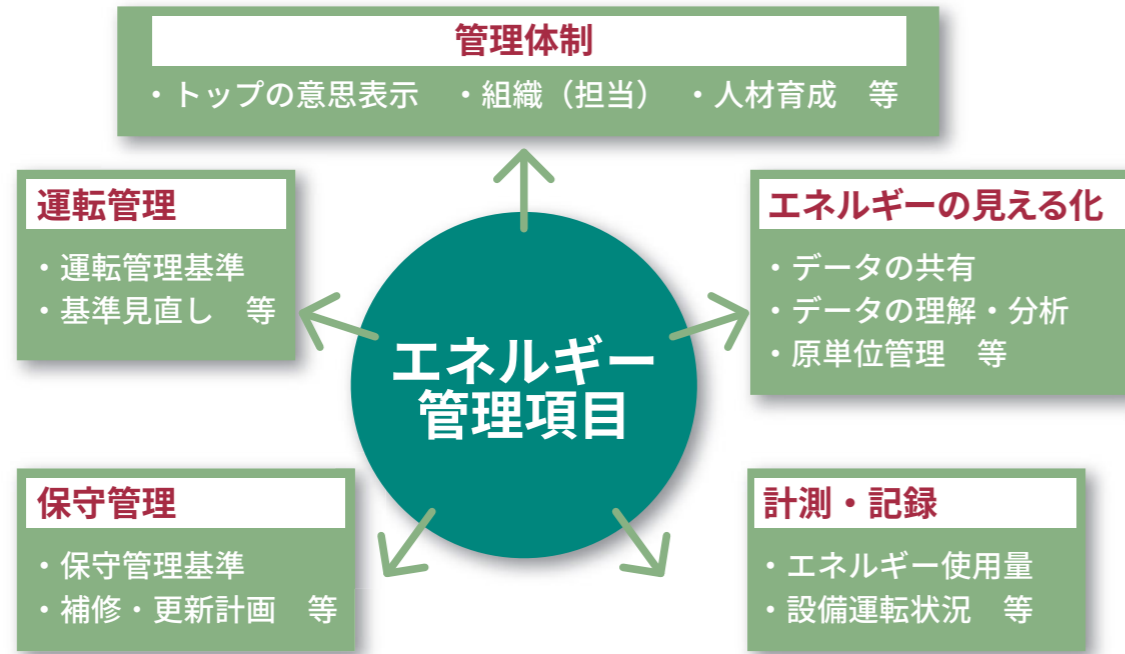 管理体制
・トップの意思表示　・組織（担当）　・人材育成　等
運転管理
・運転管理基準
・基準見直し　等
エネルギーの見える化
・データの共有
・データの理解・分析
・原単位管理　等
エネルギー
管理項目
保守管理
・保守管理基準
・補修・更新計画　等
計測・記録
・エネルギー使用量
・設備運転状況　等